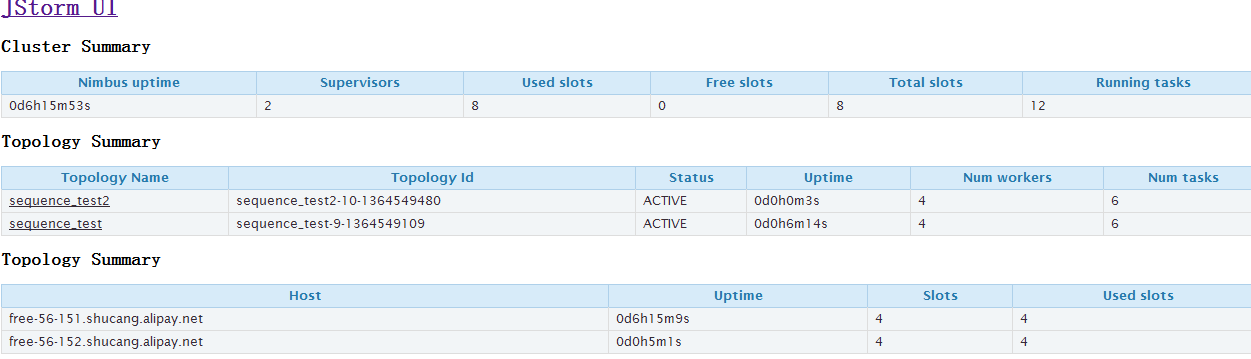 JStorm UI
Cluster Summary
Nimbus uptime Supervisors Used slots Free slots Total slots Running tasks
0d6h15m53s 2 8 0 8 12
Topology Summary
Topology Name Topology Id Status Uptime Num workers Num tasks
sequence_test2 sequence_test2-10-1364549480 ACTIVE 0d0h0m3s 4 6
sequence_test sequence_test-9-1364549109 ACTIVE 0d0h6m14s 4 6
Topology Summary
Host Uptime Slots Used slots
free-56-151.shucang.alipay.net 0d6h15m9s 4 4
free-56-152.shucang.alipay.net 0d0h5m1s 4 4